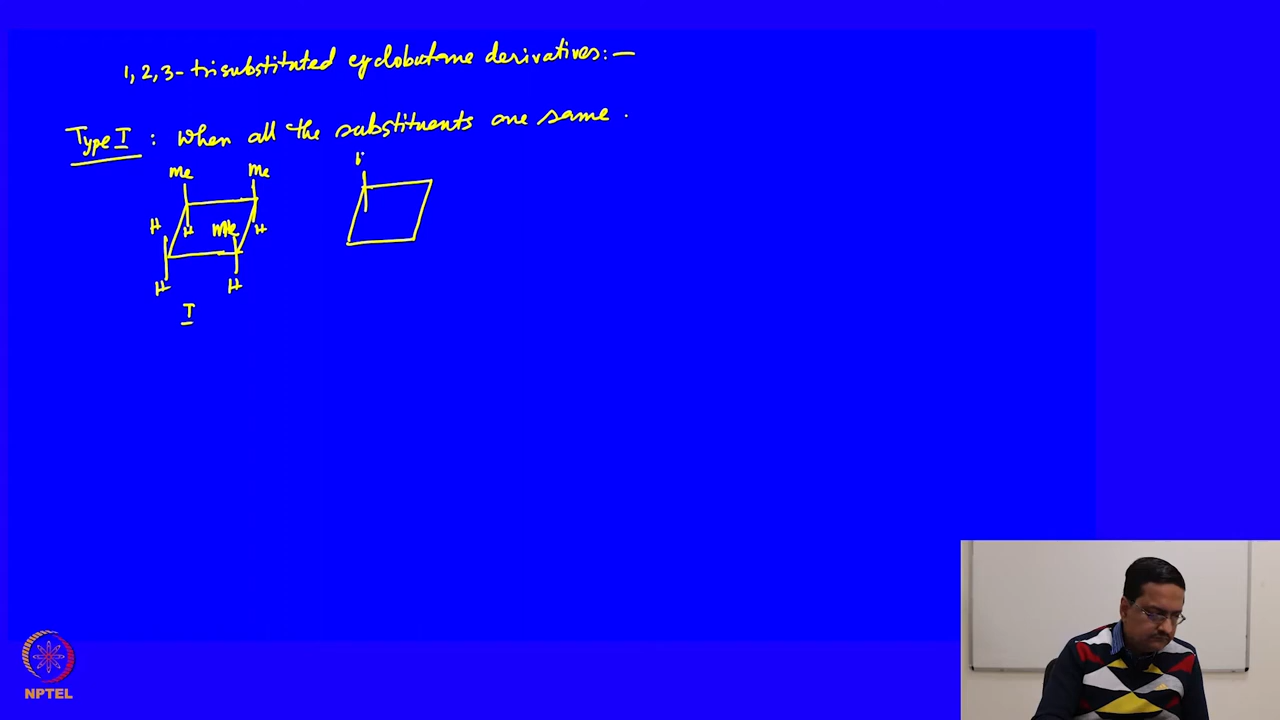 1, 2, 3- trisubstituted cyclobutane derivatives: —
Type I : When all the substituents are same .
Me Me
H H Me H
H H
I
NPTEL